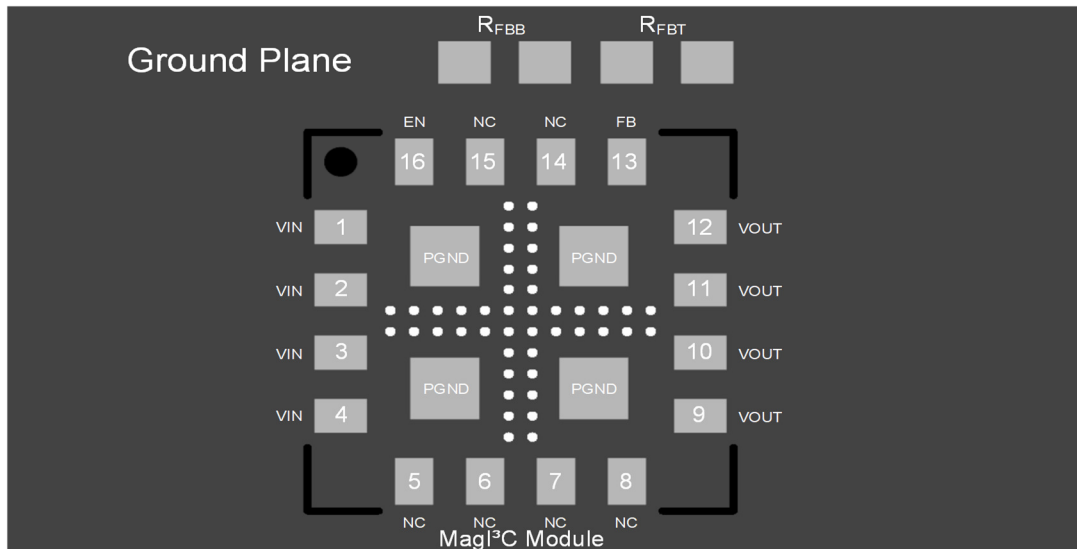 R_FBB R_FBT
Ground Plane
EN NC NC FB
16 15 14 13
VIN 1 12 VOUT
PGND PGND
VIN 2 11 VOUT
VIN 3 10 VOUT
PGND PGND
VIN 4 9 VOUT
5 6 7 8
NC NC NC NC
MagI³C Module